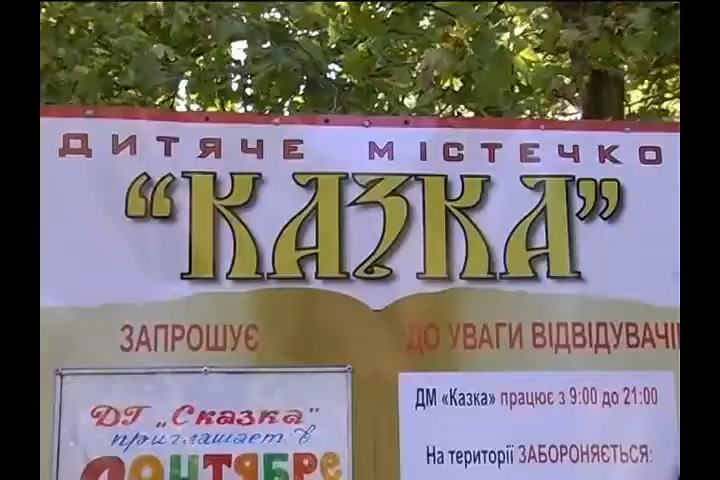 ДИТЯЧЕ МІСТЕЧКО
“КАЗКА”
ЗАПРОШУЄ
ДГ „Сказка“
приглашает в
сентябре
ДО УВАГИ ВІДВІДУВАЧІ
ДМ «Казка» працює з 9:00 до 21:00
На території ЗАБОРОНЯЄТЬСЯ: